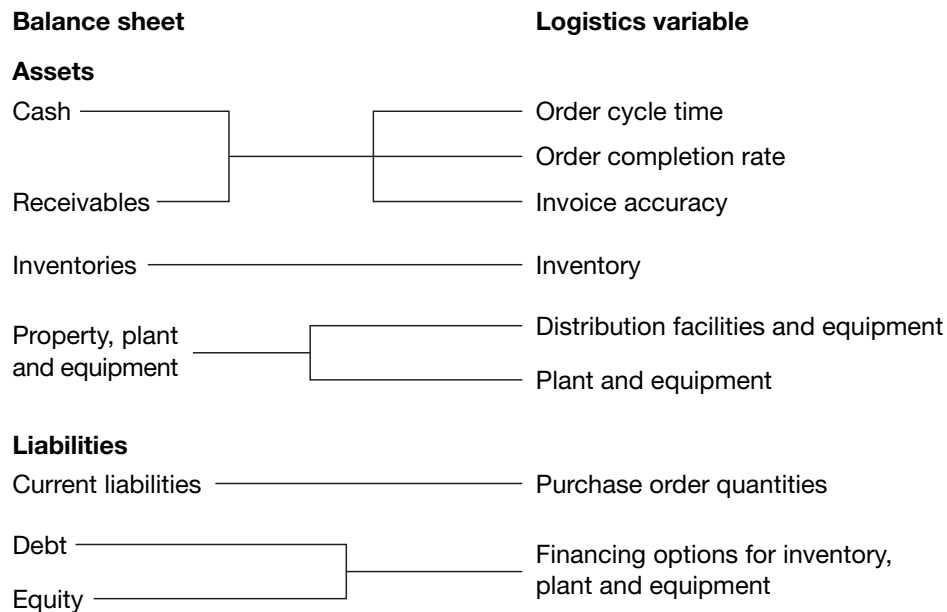 Balance sheet
Logistics variable
Assets
Cash
Order cycle time
Order completion rate
Receivables
Invoice accuracy
Inventories
Inventory
Property, plant
and equipment
Distribution facilities and equipment
Plant and equipment
Liabilities
Current liabilities
Purchase order quantities
Debt
Equity
Financing options for inventory,
plant and equipment